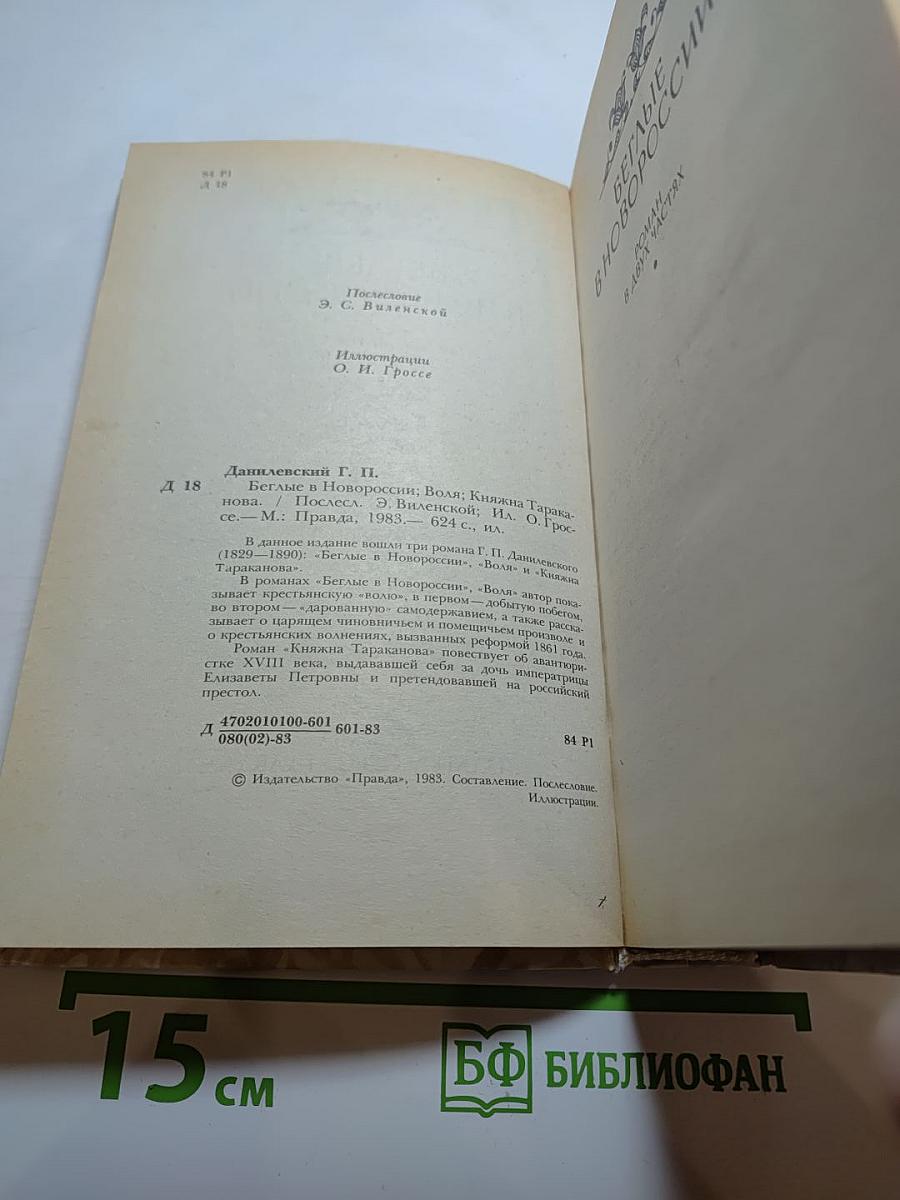 84 Р1
Д 18
Послесловие
Э. С. Виленской
Иллюстрации
О. И. Гроссе
Данилевский Г. П.
Д 18 Беглые в Новороссии; Воля; Княжна Тарака-
нова. / Послесл. Э. Виленской; Ил. О. Грос-
се.— М.: Правда, 1983.— 624 с., ил.
В данное издание вошли три романа Г. П. Данилевского
(1829—1890): «Беглые в Новороссии», «Воля» и «Княжна
Тараканова».
В романах «Беглые в Новороссии», «Воля» автор пока-
зывает крестьянскую «волю», в первом — добытую побегом,
во втором — «дарованную» самодержавием, а также расска-
зывает о царящем чиновничьем и помещичьем произволе и
о крестьянских волнениях, вызванных реформой 1861 года.
Роман «Княжна Тараканова» повествует об авантюри-
стке XVIII века, выдававшей себя за дочь императрицы
Елизаветы Петровны и претендовавшей на российский
престол.
Д 4702010100-601 601-83
080(02)-83
84 Р1
© Издательство «Правда», 1983. Составление. Послесловие.
Иллюстрации.
БЕГЛЫЕ
В НОВОРОССИИ
РОМАН
В ДВУХ ЧАСТЯХ
15 см
БФ БИБЛИОФАН